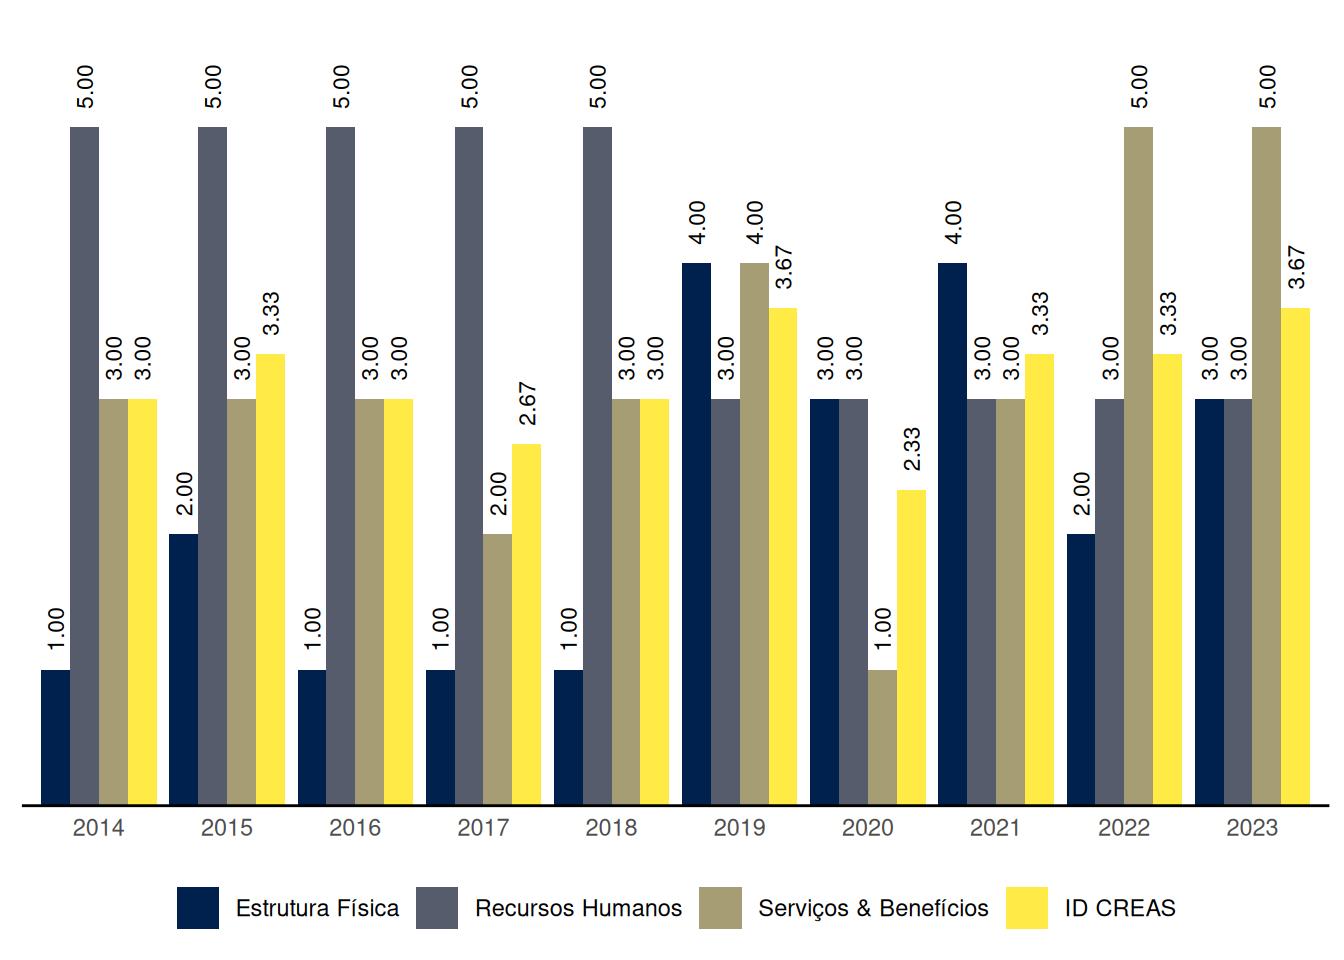 5.00 5.00 5.00 5.00 5.00 5.00 5.00
4.00 4.00 4.00
3.67 3.67
3.33 3.33 3.33
3.00 3.00 3.00 3.00 3.00 3.00 3.00 3.00 3.00 3.00 3.00 3.00 3.00 3.00 3.00 3.00
2.67
2.33
2.00 2.00 2.00
1.00 1.00 1.00 1.00 1.00
2014 2015 2016 2017 2018 2019 2020 2021 2022 2023
Estrutura Física Recursos Humanos Serviços & Benefícios ID CREAS